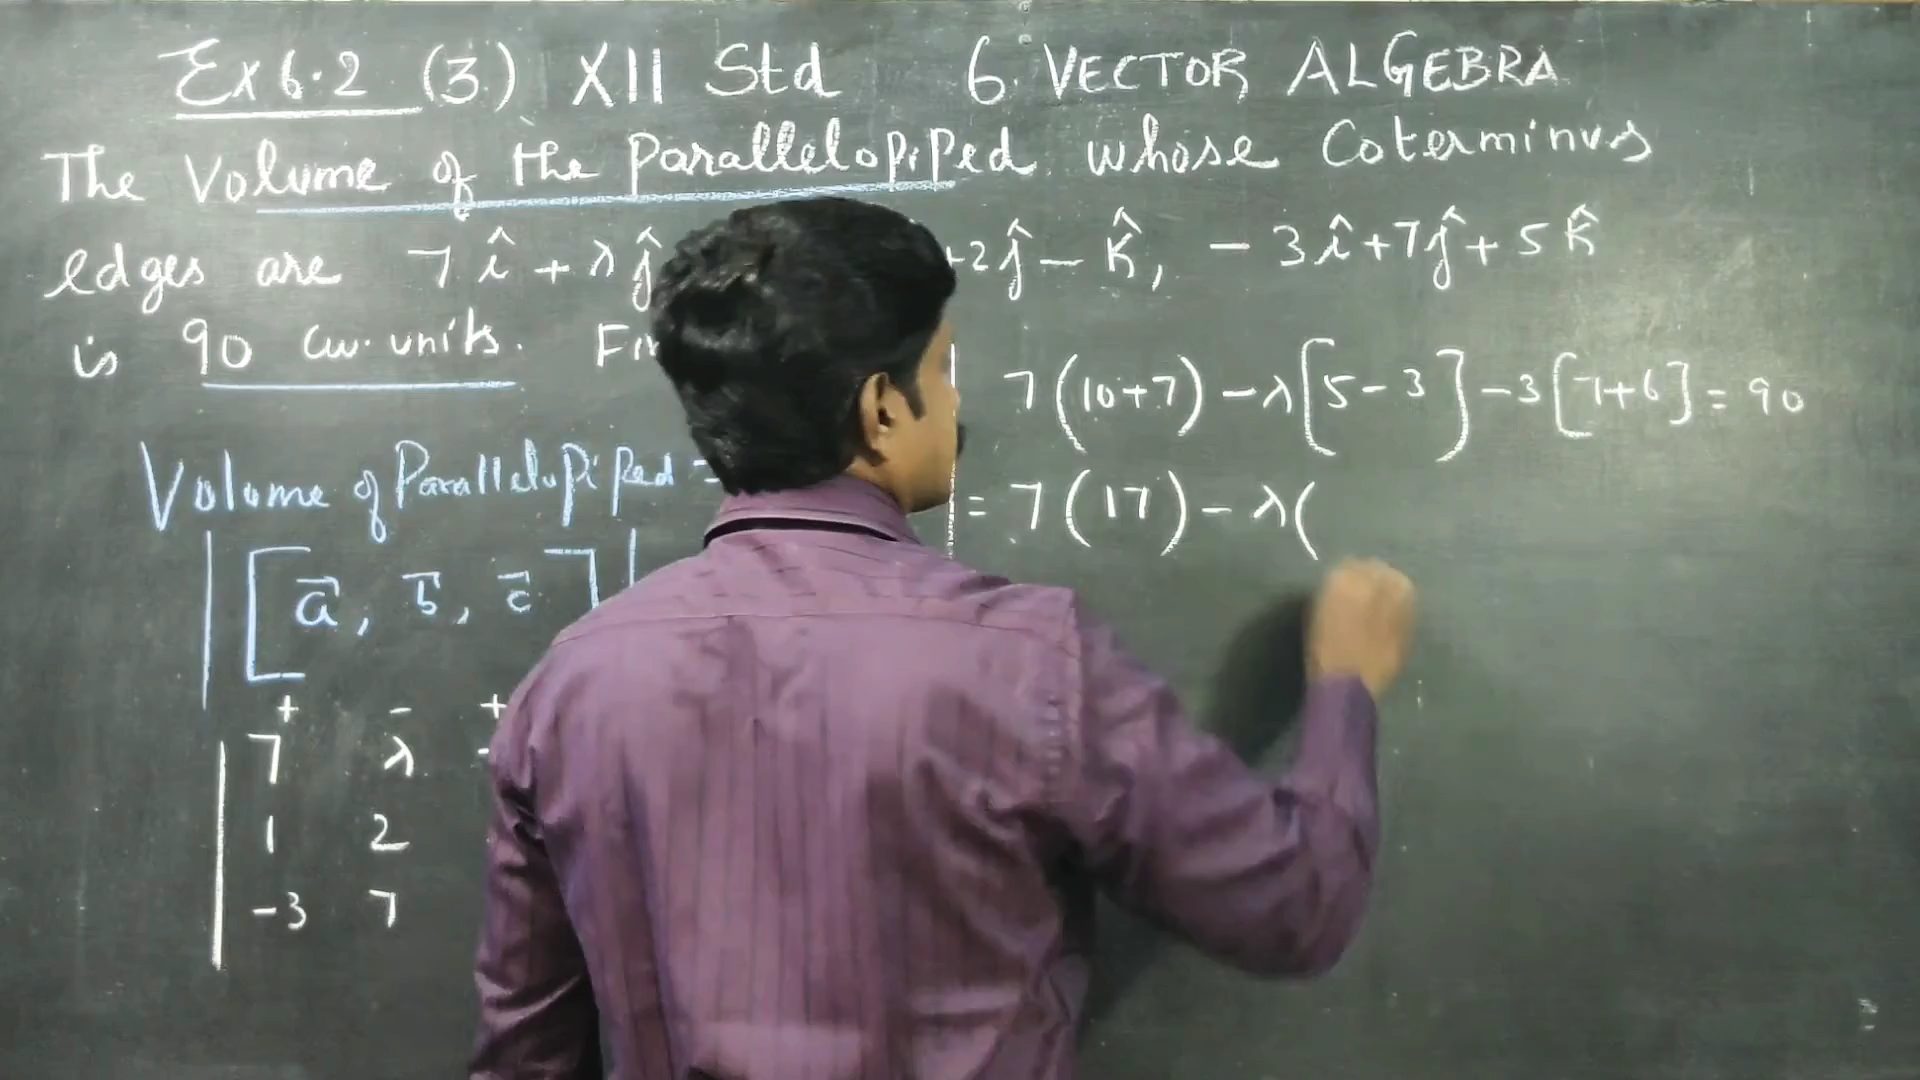 Ex 6.2 (3) XII Std 6. VECTOR ALGEBRA
The Volume of the Parallelopiped whose Coterminus
edges are 7î + λĵ +2ĵ - k̂, - 3î + 7ĵ + 5k̂
is 90 cu. units.
7(10+7) - λ[5-3] - 3[7+6] = 90
= 7(17) - λ(
Volume of Parallelopiped =
|[a⃗, b⃗, c⃗]|
+ - +
7 λ
1 2
-3 7